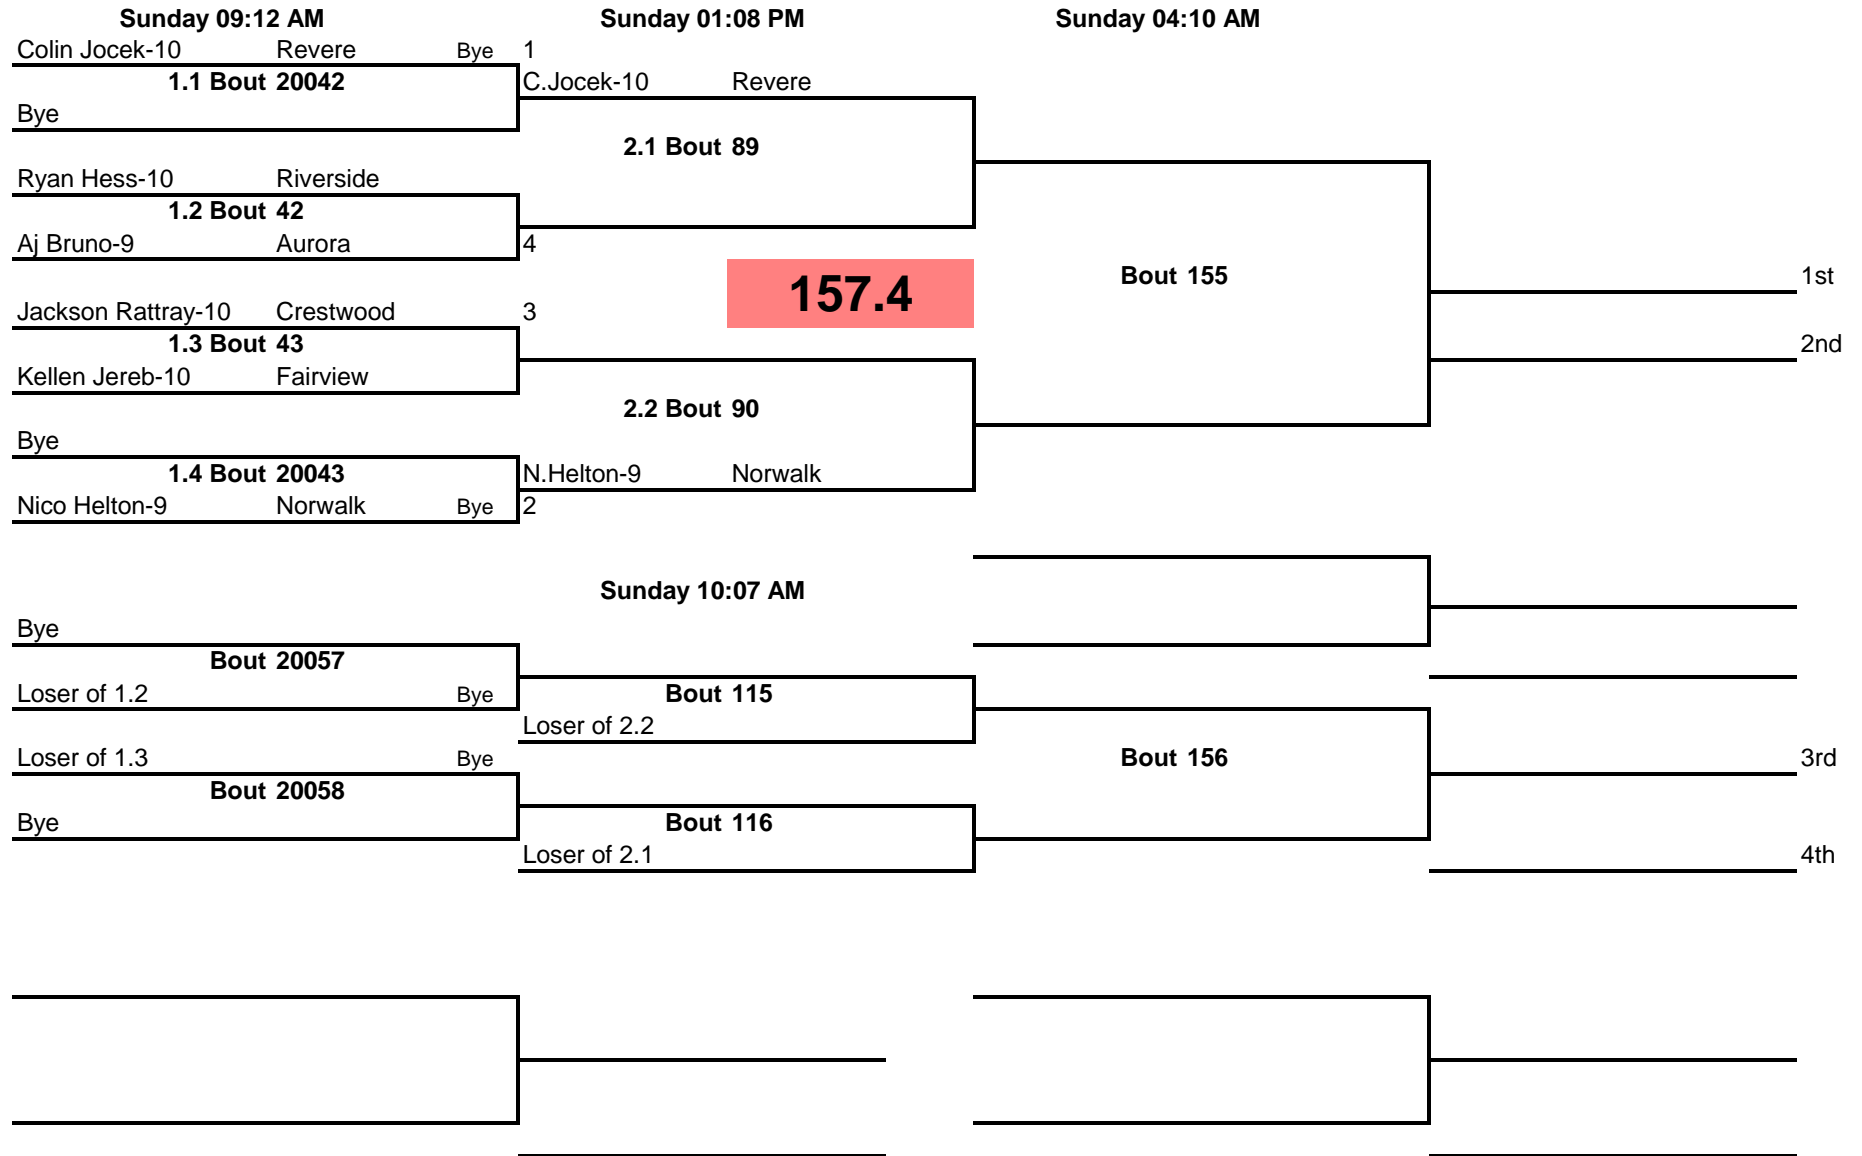 Sunday 09:12 AM Sunday 01:08 PM Sunday 04:10 AM
Colin Jocek-10 Revere Bye 1
1.1 Bout 20042 C.Jocek-10 Revere
Bye
2.1 Bout 89
Ryan Hess-10 Riverside
1.2 Bout 42
Aj Bruno-9 Aurora 4
157.4 Bout 155 1st
Jackson Rattray-10 Crestwood 3
1.3 Bout 43 2nd
Kellen Jereb-10 Fairview
2.2 Bout 90
Bye
1.4 Bout 20043 N.Helton-9 Norwalk
Nico Helton-9 Norwalk Bye 2
Sunday 10:07 AM
Bye
Bout 20057
Loser of 1.2 Bye Bout 115
Loser of 2.2
Loser of 1.3 Bye Bout 156 3rd
Bout 20058
Bye Bout 116
Loser of 2.1 4th